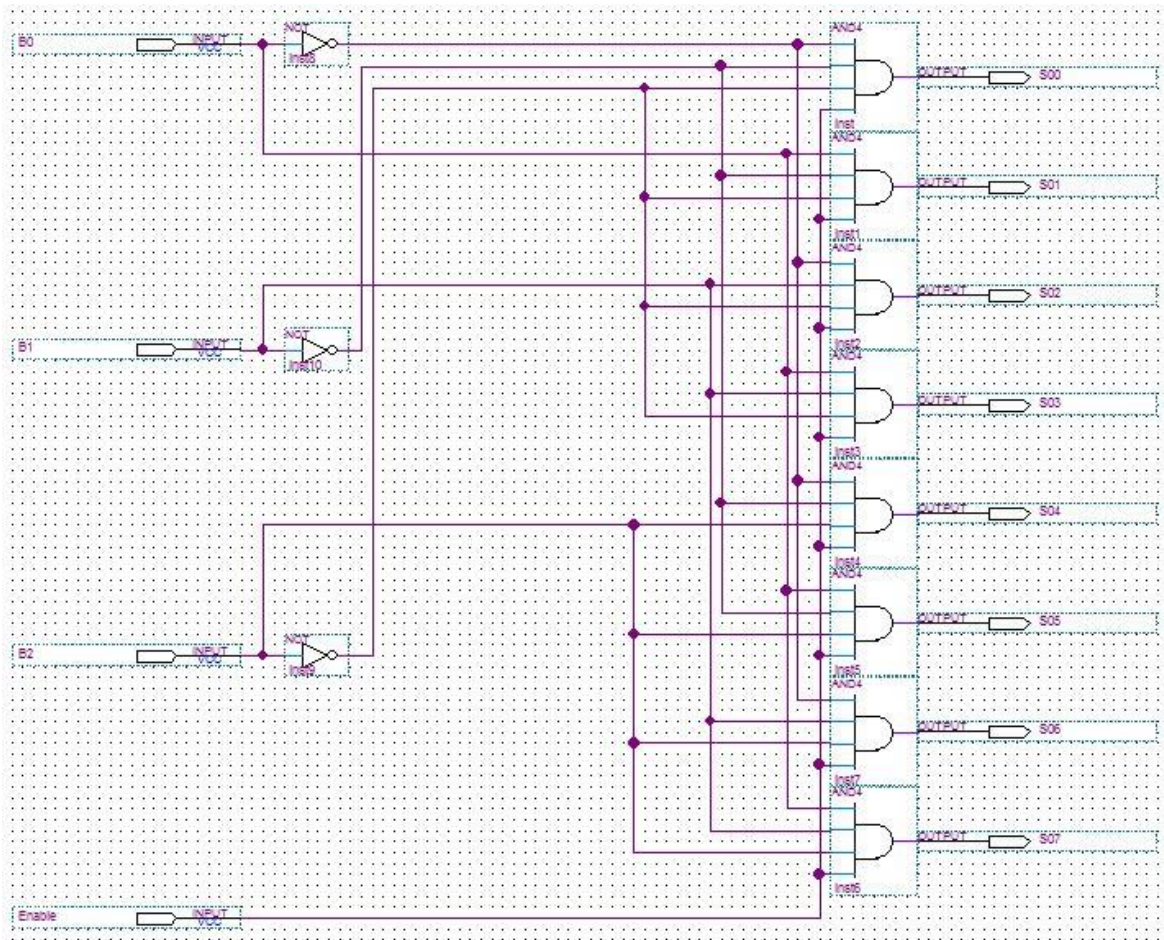 B0
INPUT
VCC
NOT
inst8
AND4
inst
OUTPUT
S00
AND4
inst1
OUTPUT
S01
AND4
inst2
OUTPUT
S02
B1
INPUT
VCC
NOT
inst10
AND4
inst3
OUTPUT
S03
AND4
inst4
OUTPUT
S04
AND4
inst5
OUTPUT
S05
B2
INPUT
VCC
NOT
inst9
AND4
inst7
OUTPUT
S06
AND4
inst6
OUTPUT
S07
Enable
INPUT
VCC